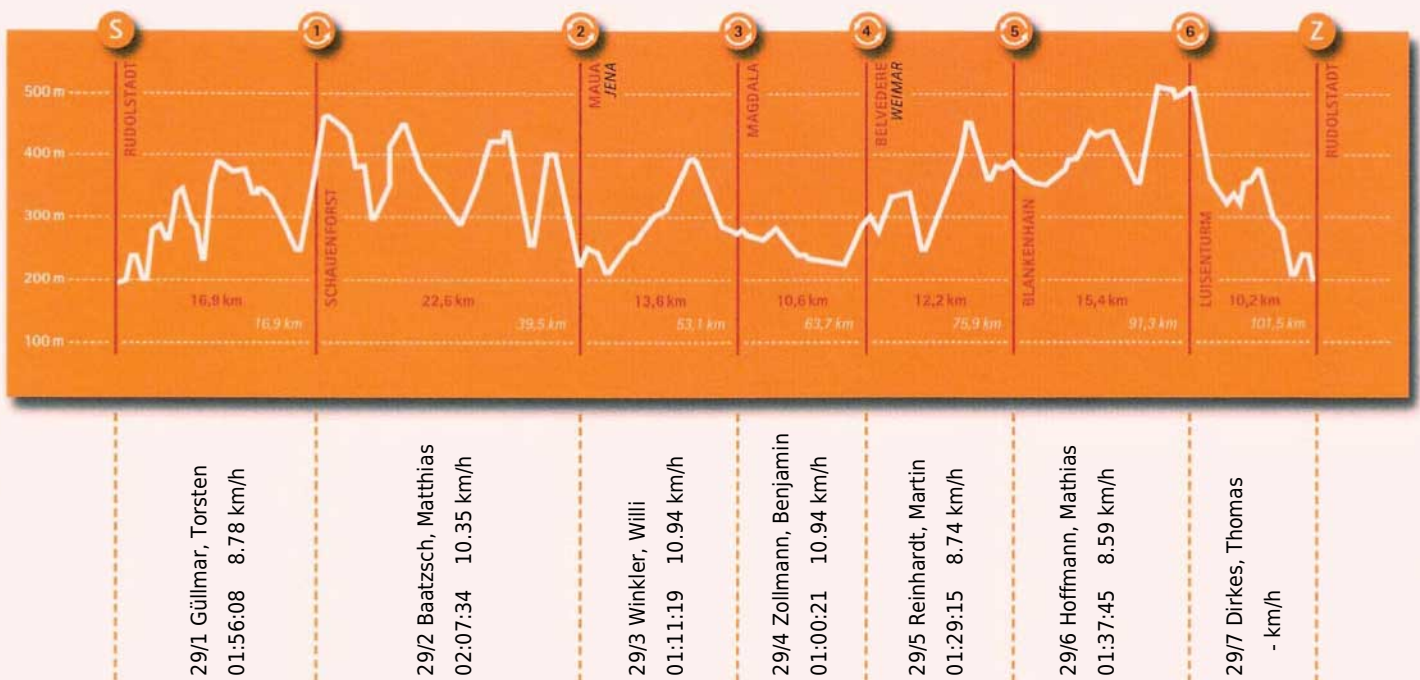 S
1
2
3
4
5
6
Z
500 m
400 m
300 m
200 m
100 m
RUDOLSTADT
SCHAUENFORST
MAUA
JENA
MAGDALA
BELVEDERE
WEIMAR
BLANKENHAIN
LUISENTURM
RUDOLSTADT
16,9 km
22,6 km
13,6 km
10,6 km
12,2 km
15,4 km
10,2 km
16,9 km
39,5 km
53,1 km
63,7 km
75,9 km
91,3 km
101,5 km
29/1 Güllmar, Torsten
01:56:08 8.78 km/h
29/2 Baatzsch, Matthias
02:07:34 10.35 km/h
29/3 Winkler, Willi
01:11:19 10.94 km/h
29/4 Zollmann, Benjamin
01:00:21 10.94 km/h
29/5 Reinhardt, Martin
01:29:15 8.74 km/h
29/6 Hoffmann, Mathias
01:37:45 8.59 km/h
29/7 Dirkes, Thomas
- km/h